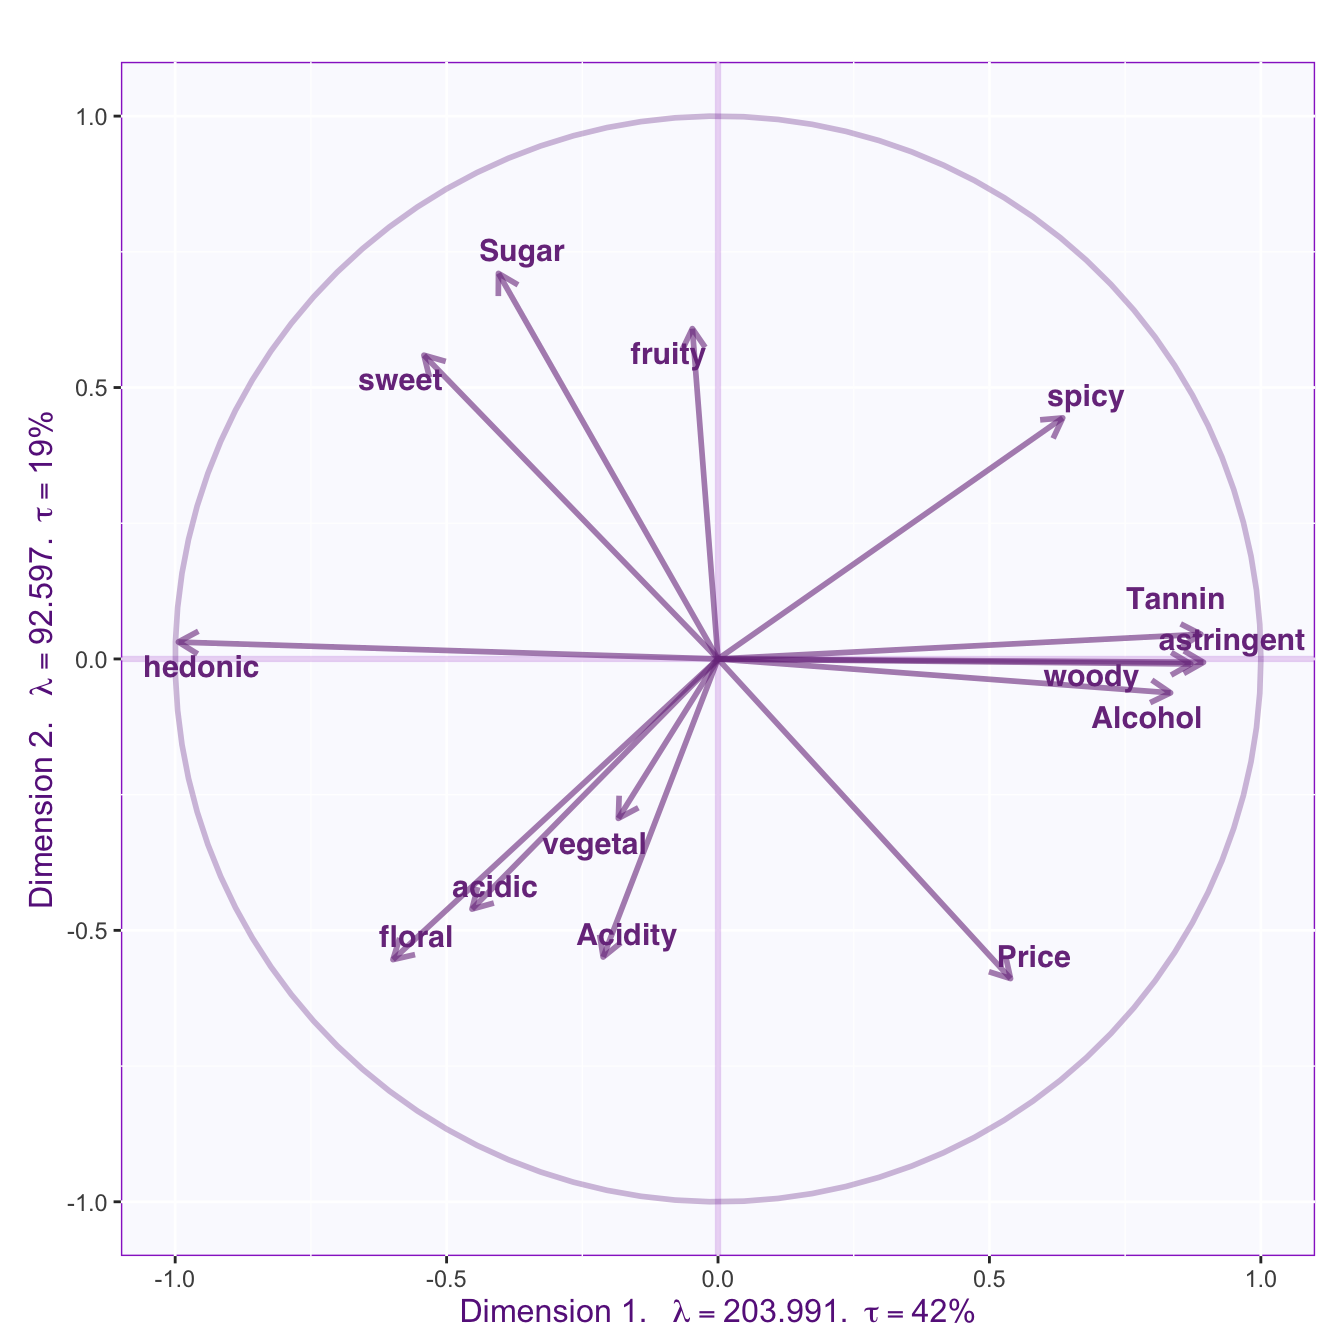 1.0
Sugar
fruity
sweet
0.5
spicy
Tannin
astringent
0.0
hedonic
woody
Alcohol
vegetal
acidic
-0.5
floral
Acidity
Price
-1.0
-1.0 -0.5 0.0 0.5 1.0
Dimension 1. λ = 203.991. τ = 42%
Dimension 2. λ = 92.597. τ = 19%